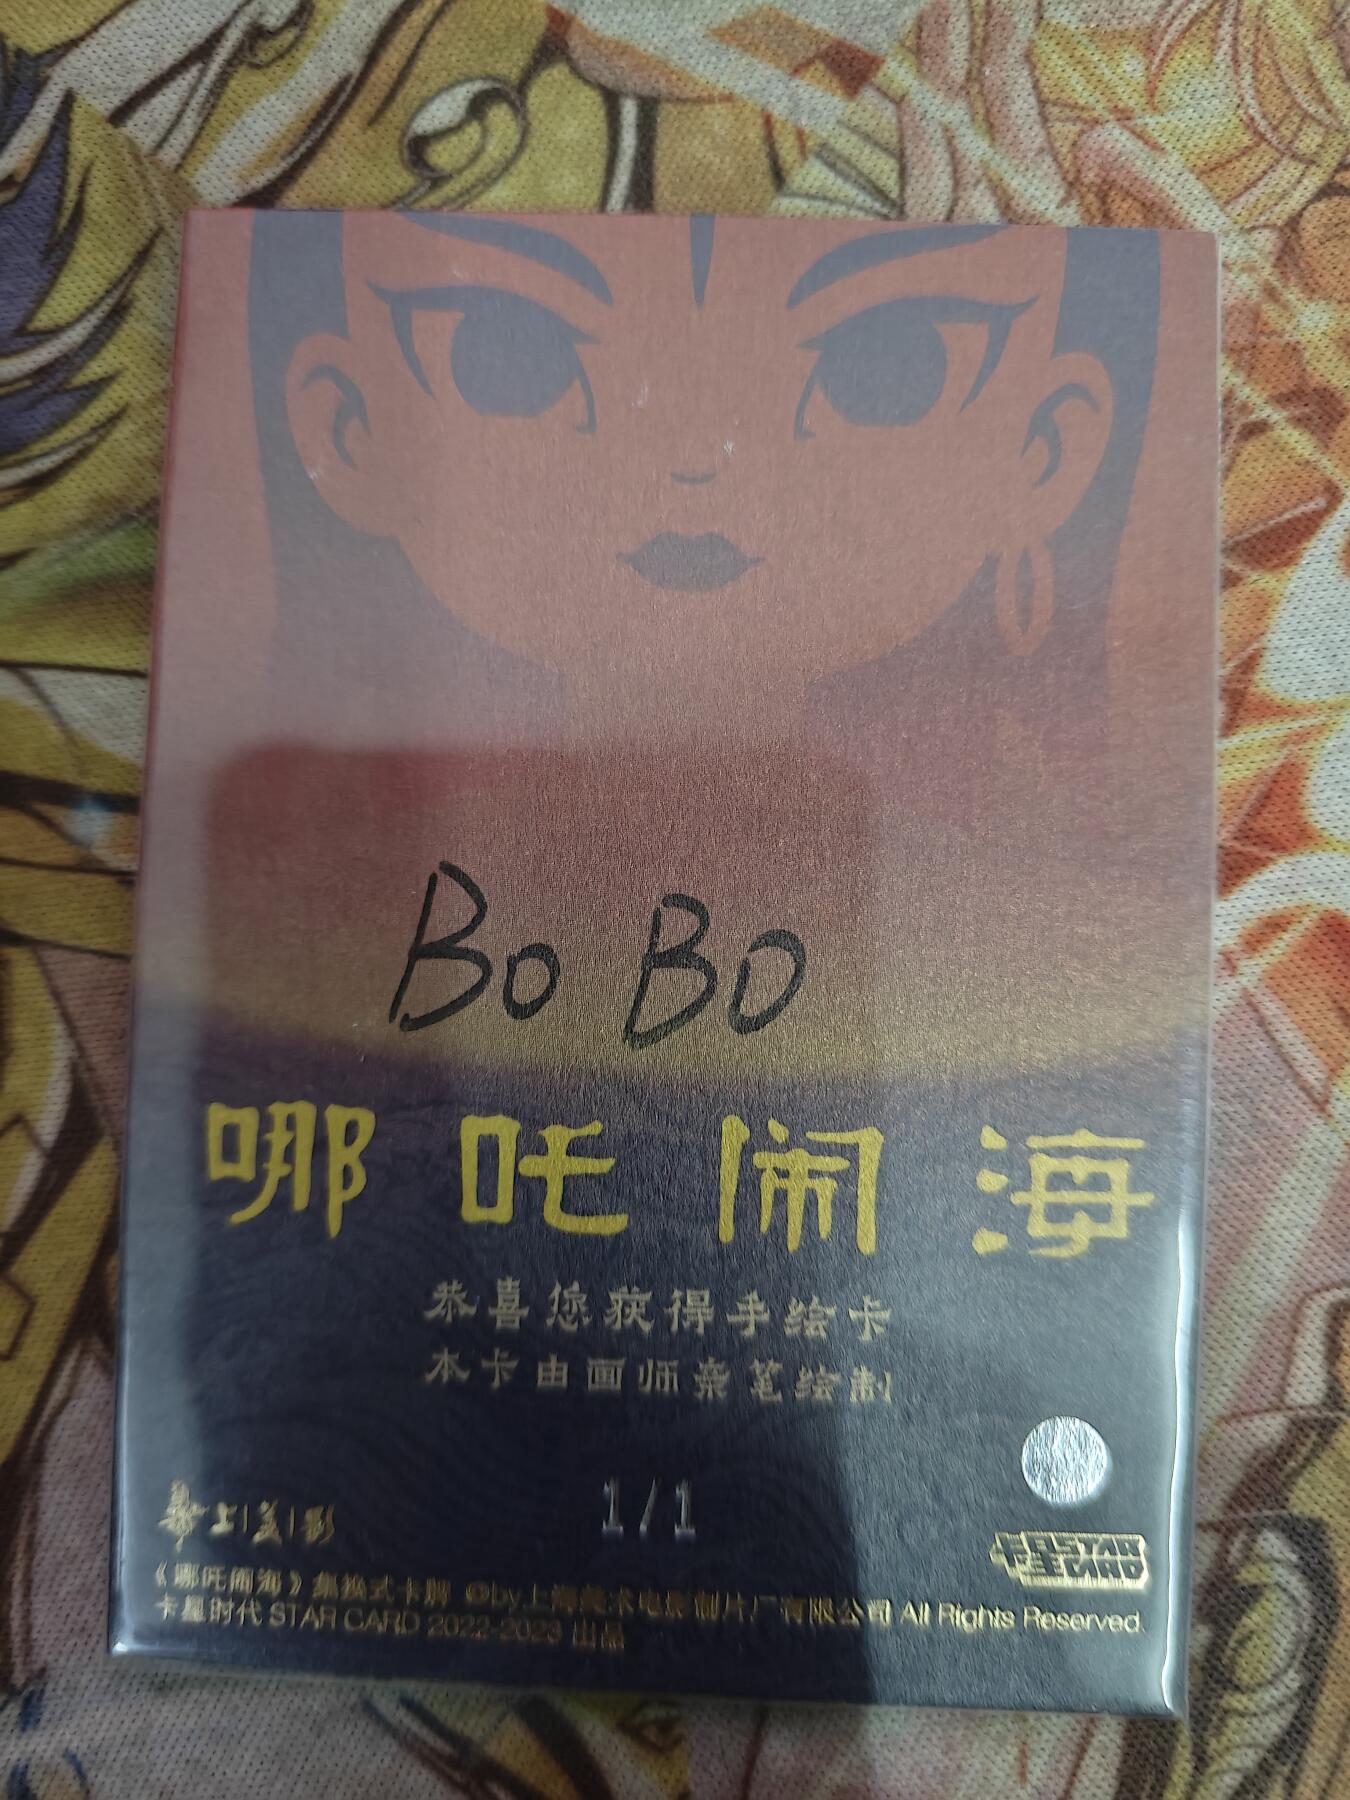 Bo Bo
哪吒闹海
恭喜您获得手绘卡
本卡由画师亲笔绘制
1/1
上美影
卡星 STAR CARD
《哪吒闹海》集换式卡牌 ©by上海美术电影制片厂有限公司 All Rights Reserved.
卡星时代 STAR CARD 2022-2023 出品